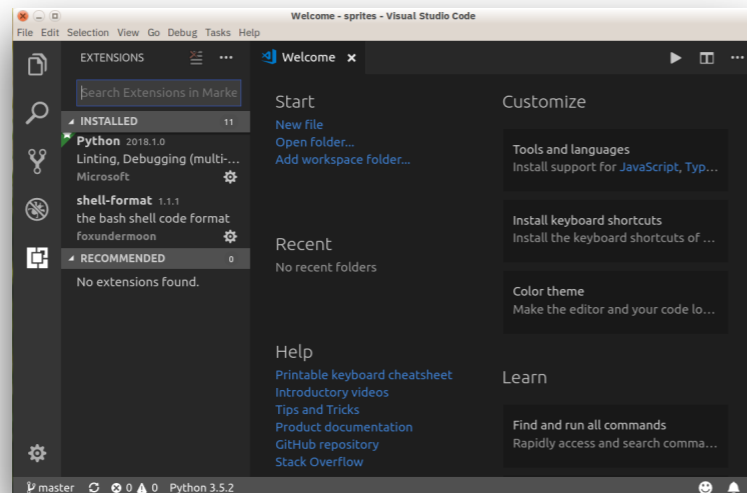 Welcome - sprites - Visual Studio Code
File Edit Selection View Go Debug Tasks Help
EXTENSIONS
Search Extensions in Marke
INSTALLED 11
Python 2018.1.0
Linting, Debugging (multi-...
Microsoft
shell-format 1.1.1
the bash shell code format
foxundermoon
RECOMMENDED 0
No extensions found.
Welcome
Start
New file
Open folder...
Add workspace folder...
Recent
No recent folders
Help
Printable keyboard cheatsheet
Introductory videos
Tips and Tricks
Product documentation
GitHub repository
Stack Overflow
Customize
Tools and languages
Install support for JavaScript, Typ...
Install keyboard shortcuts
Install the keyboard shortcuts of ...
Color theme
Make the editor and your code lo...
Learn
Find and run all commands
Rapidly access and search comma...
master 0 0 Python 3.5.2